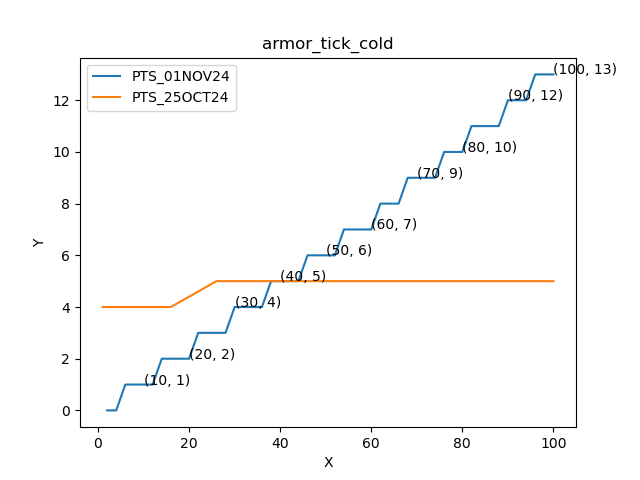 armor_tick_cold
PTS_01NOV24
PTS_25OCT24
(100, 13)
(90, 12)
(80, 10)
(70, 9)
(60, 7)
(50, 6)
(40, 5)
(30, 4)
(20, 2)
(10, 1)
12
10
8
6
4
2
0
Y
0 20 40 60 80 100
X